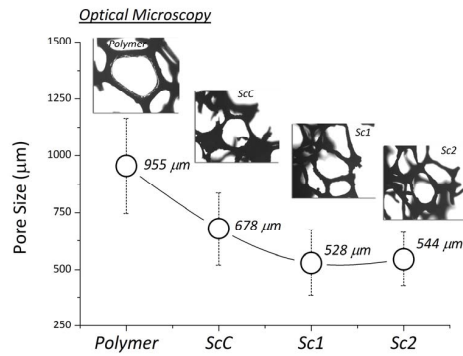 Optical Microscopy
1500
1250
1000
750
500
250
Pore Size (μm)
Polymer
ScC
Sc1
Sc2
955 μm
678 μm
528 μm
544 μm
Polymer
ScC
Sc1
Sc2